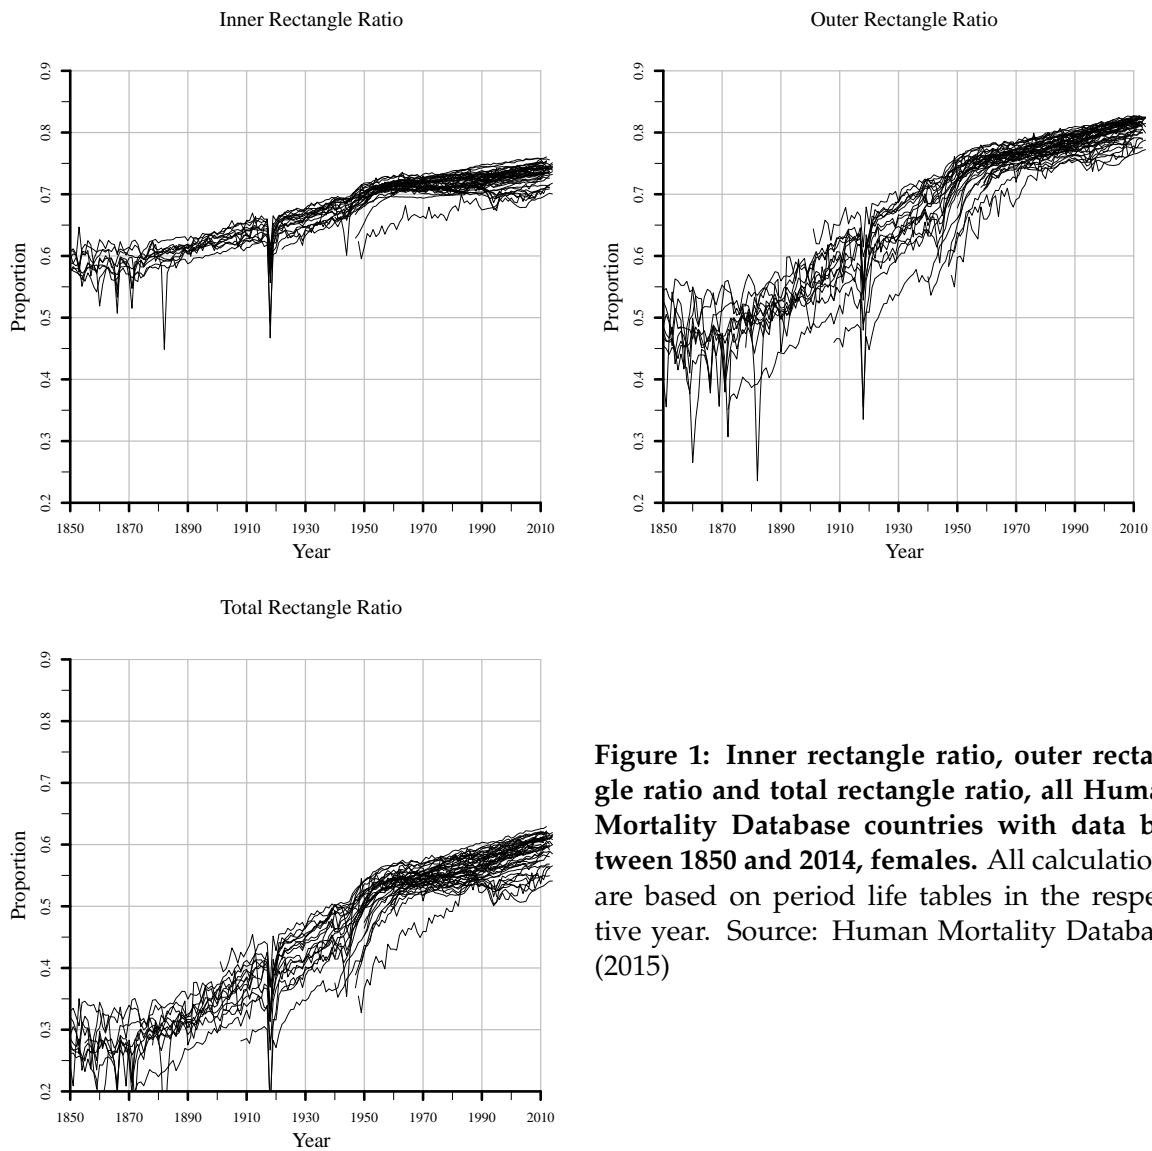 Inner Rectangle Ratio
Proportion
0.2 0.3 0.4 0.5 0.6 0.7 0.8 0.9
1850 1870 1890 1910 1930 1950 1970 1990 2010
Year
Outer Rectangle Ratio
Proportion
0.2 0.3 0.4 0.5 0.6 0.7 0.8 0.9
1850 1870 1890 1910 1930 1950 1970 1990 2010
Year
Total Rectangle Ratio
Proportion
0.2 0.3 0.4 0.5 0.6 0.7 0.8 0.9
1850 1870 1890 1910 1930 1950 1970 1990 2010
Year
Figure 1: Inner rectangle ratio, outer recta
gle ratio and total rectangle ratio, all Huma
Mortality Database countries with data b
tween 1850 and 2014, females. All calculatio
are based on period life tables in the respe
tive year. Source: Human Mortality Databa
(2015)